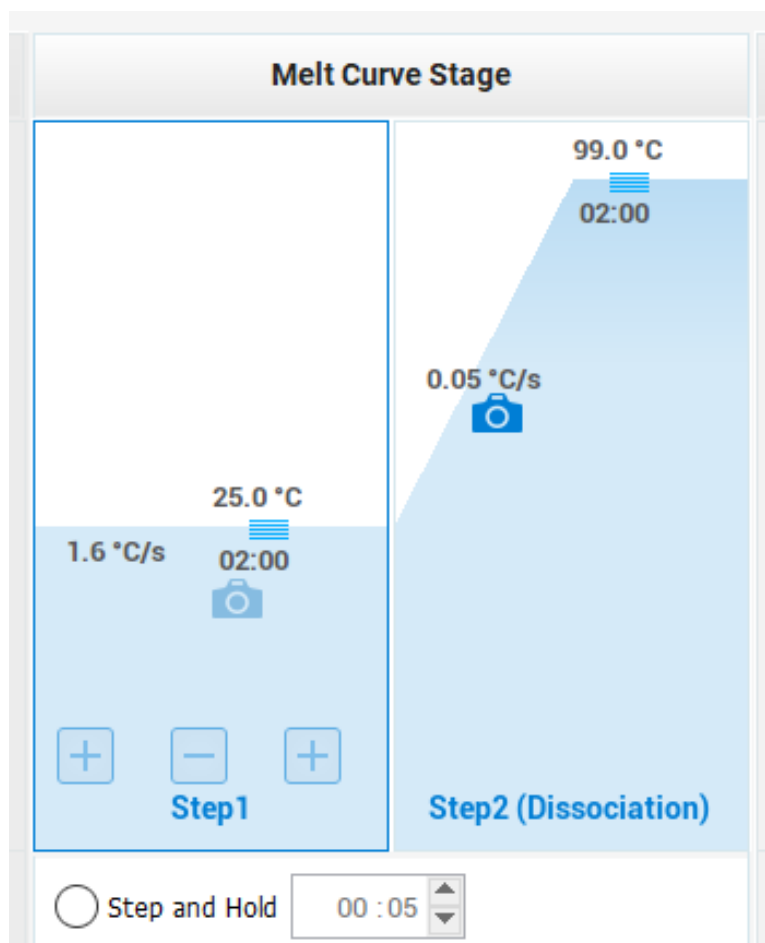 Melt Curve Stage
99.0 °C
02:00
0.05 °C/s
25.0 °C
1.6 °C/s
02:00
Step1
Step2 (Dissociation)
Step and Hold 00 : 05